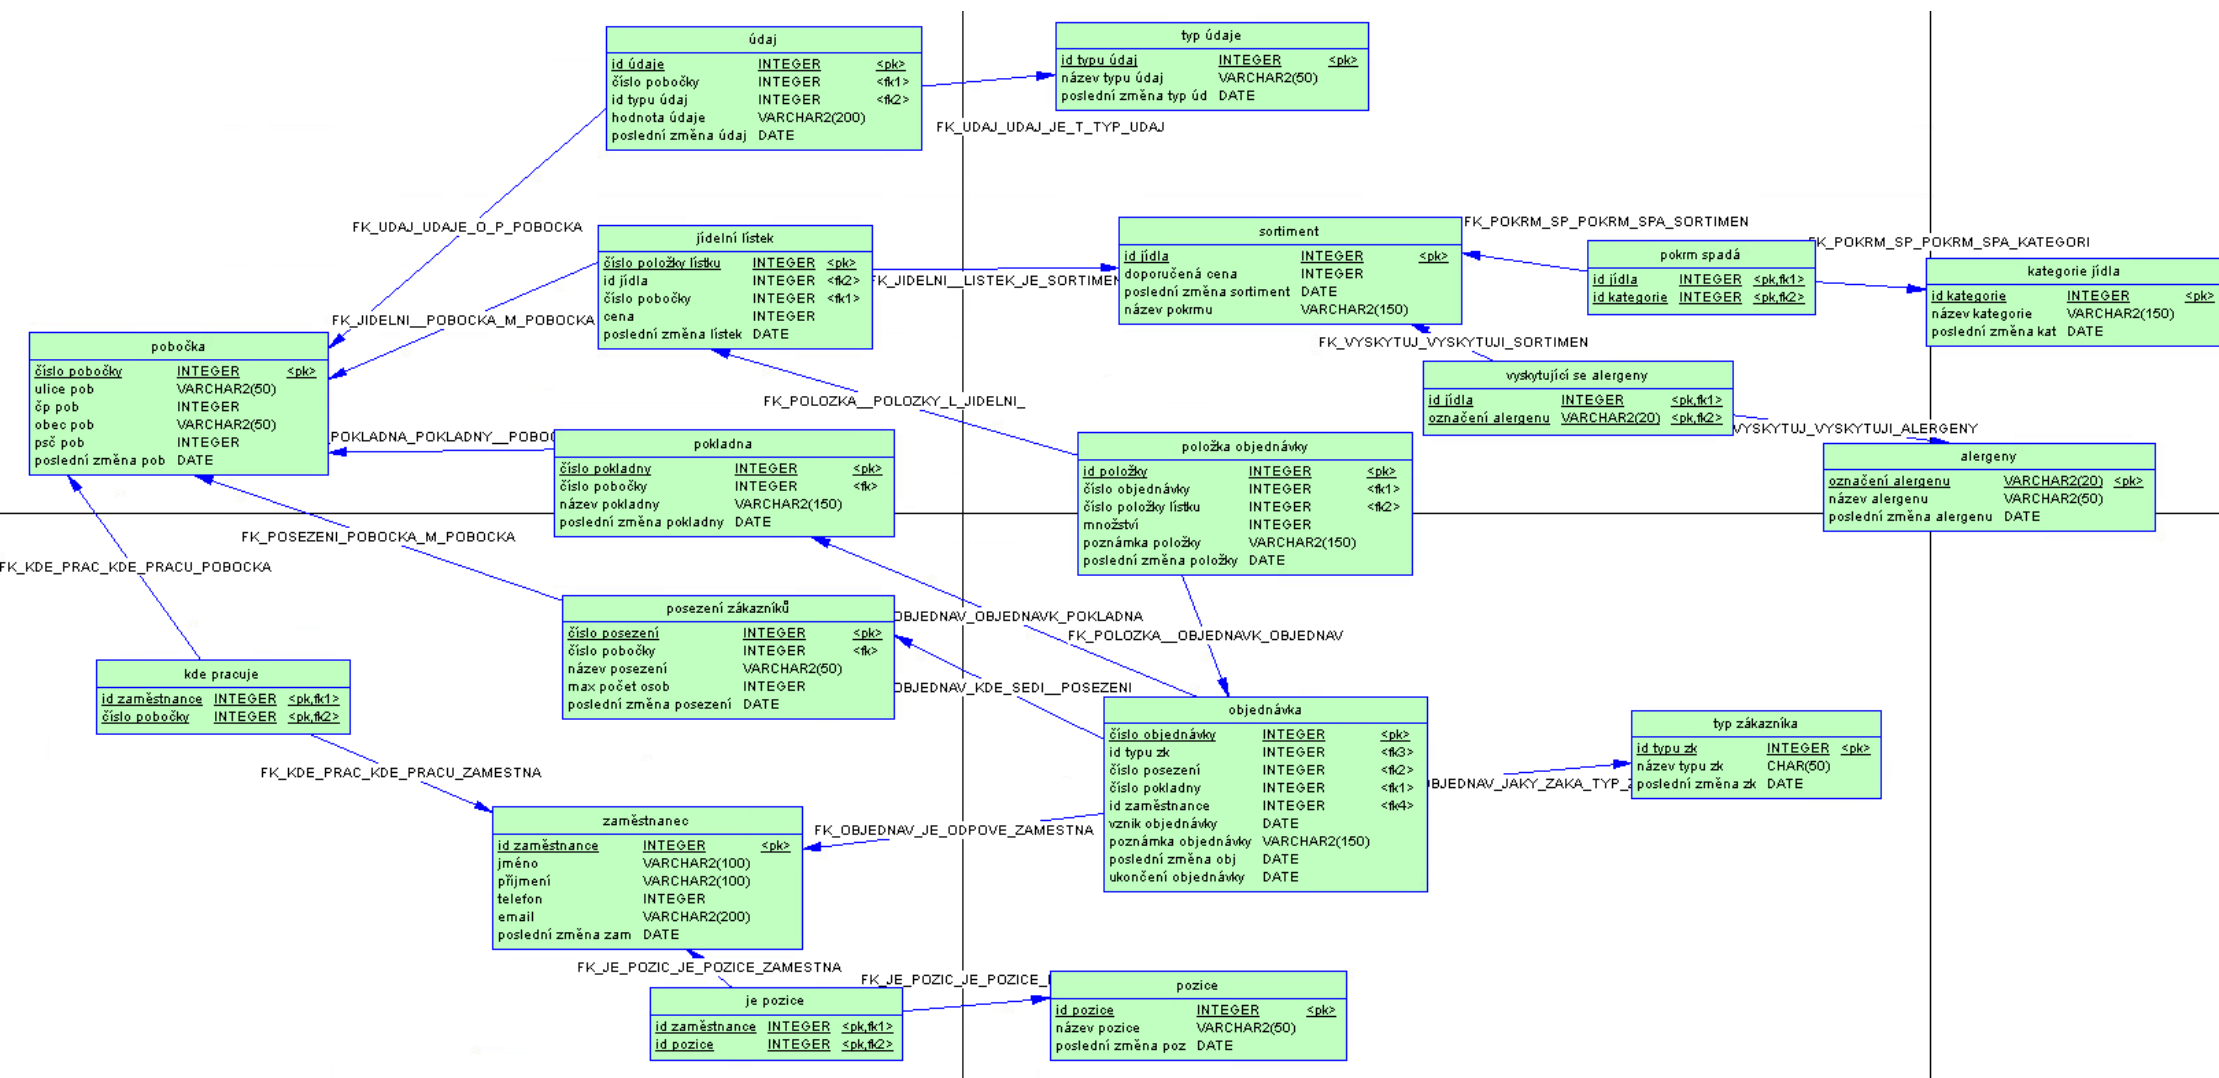 údaj
id údaje INTEGER <pk>
číslo pobočky INTEGER <fk1>
id typu údaj INTEGER <fk2>
hodnota údaje VARCHAR2(200)
poslední změna údaj DATE
typ údaje
id typu údaj INTEGER <pk>
název typu údaj VARCHAR2(50)
poslední změna typ úd DATE
FK_UDAJ_UDAJ_JE_T_TYP_UDAJ
FK_UDAJ_UDAJE_O_P_POBOCKA
jídelní lístek
číslo položky lístku INTEGER <pk>
id jídla INTEGER <fk2>
číslo pobočky INTEGER <fk1>
cena INTEGER
poslední změna lístek DATE
FK_JIDELNI__LISTEK_JE_SORTIMEN
FK_JIDELNI__POBOCKA_M_POBOCKA
sortiment
id jídla INTEGER <pk>
doporučená cena INTEGER
poslední změna sortiment DATE
název pokrmu VARCHAR2(150)
FK_POKRM_SP_POKRM_SPA_SORTIMEN
pokrm spadá
id jídla INTEGER <pk,fk1>
id kategorie INTEGER <pk,fk2>
FK_POKRM_SP_POKRM_SPA_KATEGORI
kategorie jídla
id kategorie INTEGER <pk>
název kategorie VARCHAR2(150)
poslední změna kat DATE
FK_VYSKYTUJ_VYSKYTUJI_SORTIMEN
vyskytující se alergeny
id jídla INTEGER <pk,fk1>
označení alergenu VARCHAR2(20) <pk,fk2>
VYSKYTUJ_VYSKYTUJI_ALERGENY
alergeny
označení alergenu VARCHAR2(20) <pk>
název alergenu VARCHAR2(50)
poslední změna alergenu DATE
pobočka
číslo pobočky INTEGER <pk>
ulice pob VARCHAR2(50)
čp pob INTEGER
obec pob VARCHAR2(50)
psč pob INTEGER
poslední změna pob DATE
FK_POLOZKA__POLOZKY_L_JIDELNI_
POKLADNA_POKLADNY__POBOC
pokladna
číslo pokladny INTEGER <pk>
číslo pobočky INTEGER <fk>
název pokladny VARCHAR2(150)
poslední změna pokladny DATE
položka objednávky
id položky INTEGER <pk>
číslo objednávky INTEGER <fk1>
číslo položky lístku INTEGER <fk2>
množství INTEGER
poznámka položky VARCHAR2(150)
poslední změna položky DATE
FK_POSEZENI_POBOCKA_M_POBOCKA
FK_KDE_PRAC_KDE_PRACU_POBOCKA
posezení zákazníků
číslo posezení INTEGER <pk>
číslo pobočky INTEGER <fk>
název posezení VARCHAR2(50)
max počet osob INTEGER
poslední změna posezení DATE
OBJEDNAV_OBJEDNAVK_POKLADNA
FK_POLOZKA__OBJEDNAVK_OBJEDNAV
OBJEDNAV_KDE_SEDI__POSEZENI
kde pracuje
id zaměstnance INTEGER <pk,fk1>
číslo pobočky INTEGER <pk,fk2>
FK_KDE_PRAC_KDE_PRACU_ZAMESTNA
objednávka
číslo objednávky INTEGER <pk>
id typu zk INTEGER <fk3>
číslo posezení INTEGER <fk2>
číslo pokladny INTEGER <fk1>
id zaměstnance INTEGER <fk4>
vznik objednávky DATE
poznámka objednávky VARCHAR2(150)
poslední změna obj DATE
ukončení objednávky DATE
BJEDNAV_JAKY_ZAKA_TYP_Z
typ zákazníka
id typu zk INTEGER <pk>
název typu zk CHAR(50)
poslední změna zk DATE
FK_OBJEDNAV_JE_ODPOVE_ZAMESTNA
zaměstnanec
id zaměstnance INTEGER <pk>
jméno VARCHAR2(100)
příjmení VARCHAR2(100)
telefon INTEGER
email VARCHAR2(200)
poslední změna zam DATE
FK_JE_POZIC_JE_POZICE_ZAMESTNA
je pozice
id zaměstnance INTEGER <pk,fk1>
id pozice INTEGER <pk,fk2>
FK_JE_POZIC_JE_POZICE_
pozice
id pozice INTEGER <pk>
název pozice VARCHAR2(50)
poslední změna poz DATE